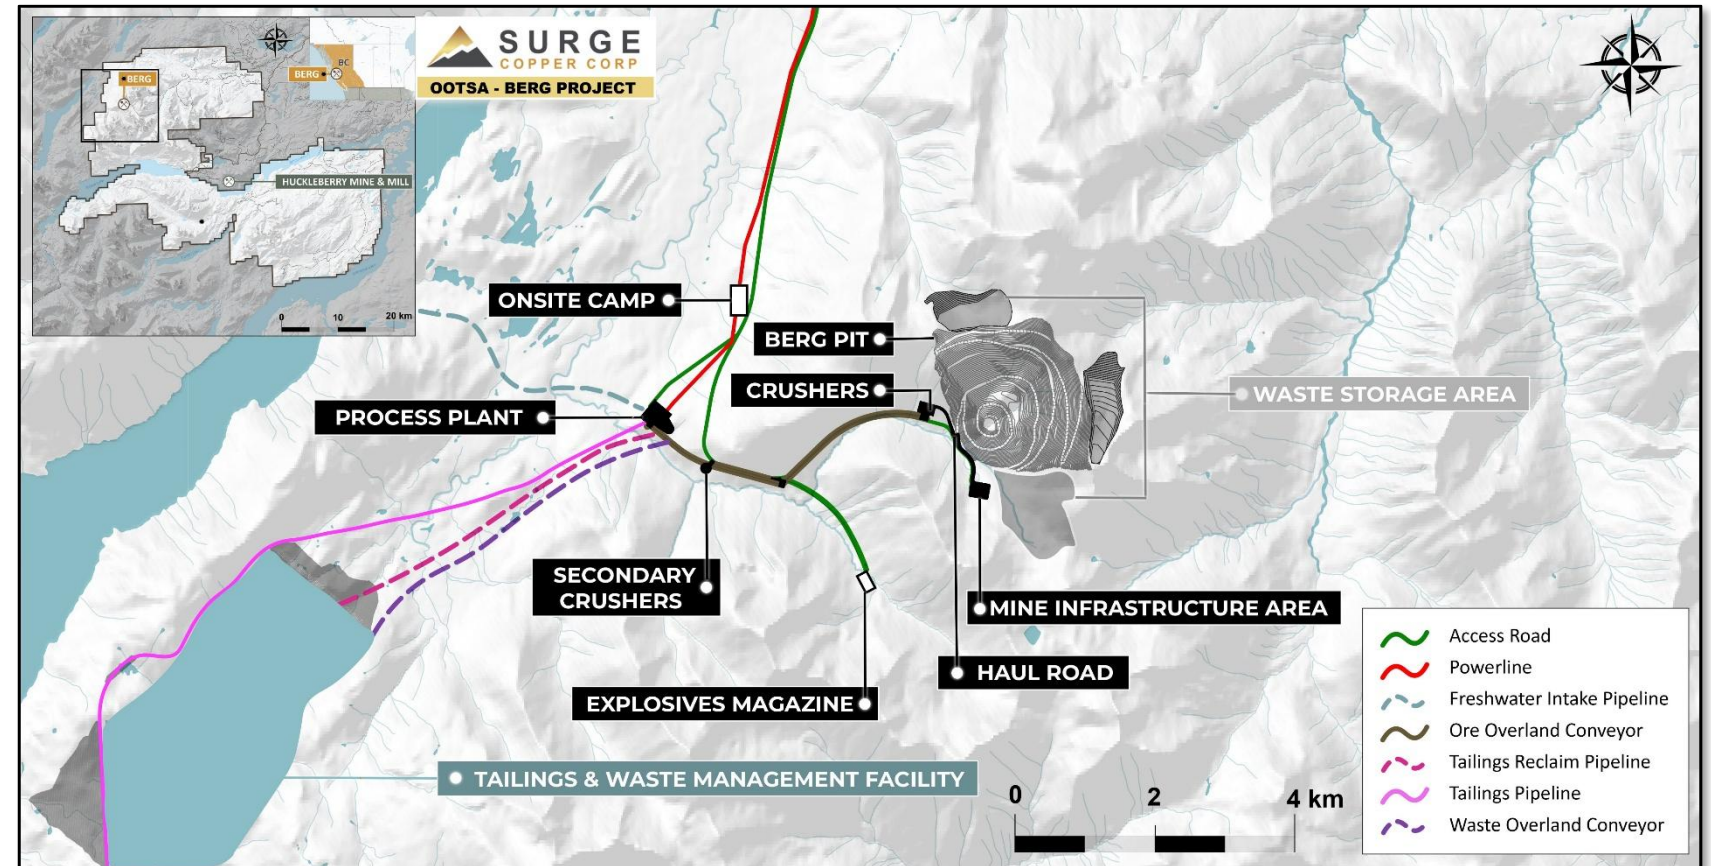 SURGE
COPPER CORP
OOTSA - BERG PROJECT
BERG
BERG
BC
HUCKLEBERRY MINE & MILL
0 10 20 km
ONSITE CAMP
BERG PIT
CRUSHERS
WASTE STORAGE AREA
PROCESS PLANT
SECONDARY
CRUSHERS
MINE INFRASTRUCTURE AREA
HAUL ROAD
EXPLOSIVES MAGAZINE
TAILINGS & WASTE MANAGEMENT FACILITY
0 2 4 km
Access Road
Powerline
Freshwater Intake Pipeline
Ore Overland Conveyor
Tailings Reclaim Pipeline
Tailings Pipeline
Waste Overland Conveyor